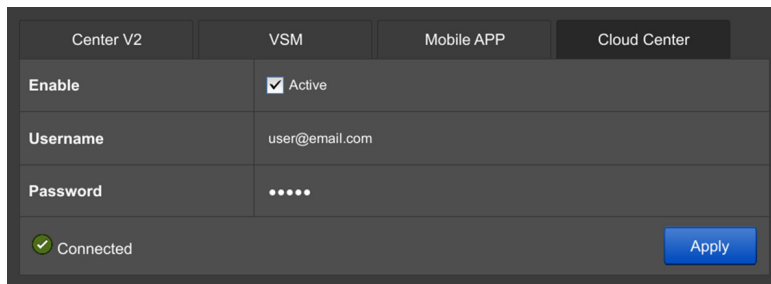 Center V2 VSM Mobile APP Cloud Center
Enable Active
Username user@email.com
Password •••••
Connected Apply